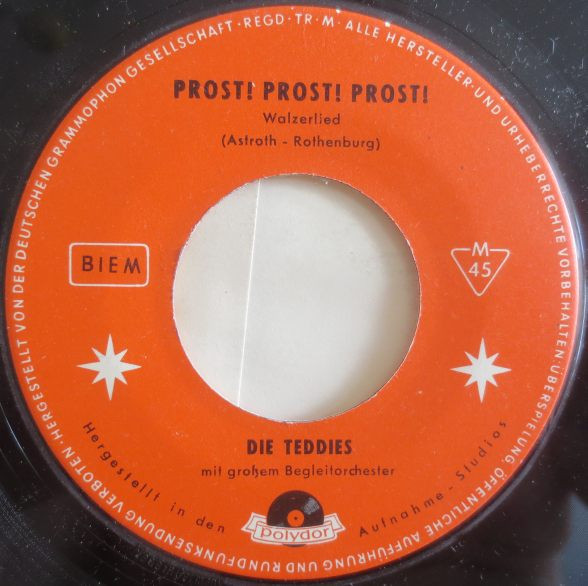 PROST! PROST! PROST!
Walzerlied
(Astroth - Rothenburg)
BIEM
M
45
DIE TEDDIES
mit großem Begleitorchester
Hergestellt in den
polydor
Aufnahme - Studios
HERGESTELLT VON DER DEUTSCHEN GRAMMOPHON GESELLSCHAFT · REGD · TR · M · ALLE HERSTELLER- UND URHEBERRECHTE VORBEHALTEN · ÜBERSPIELUNG, ÖFFENTLICHE AUFFÜHRUNG UND RUNDFUNKSENDUNG VERBOTEN ·